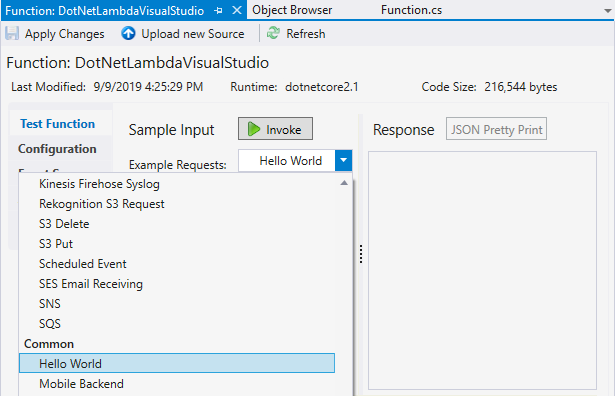 Function: DotNetLambdaVisualStudio Object Browser Function.cs
Apply Changes Upload new Source Refresh
Function: DotNetLambdaVisualStudio
Last Modified: 9/9/2019 4:25:29 PM Runtime: dotnetcore2.1 Code Size: 216,544 bytes
Test Function Sample Input Invoke Response JSON Pretty Print
Configuration
Example Requests: Hello World
Kinesis Firehose Syslog
Rekognition S3 Request
S3 Delete
S3 Put
Scheduled Event
SES Email Receiving
SNS
SQS
Common
Hello World
Mobile Backend